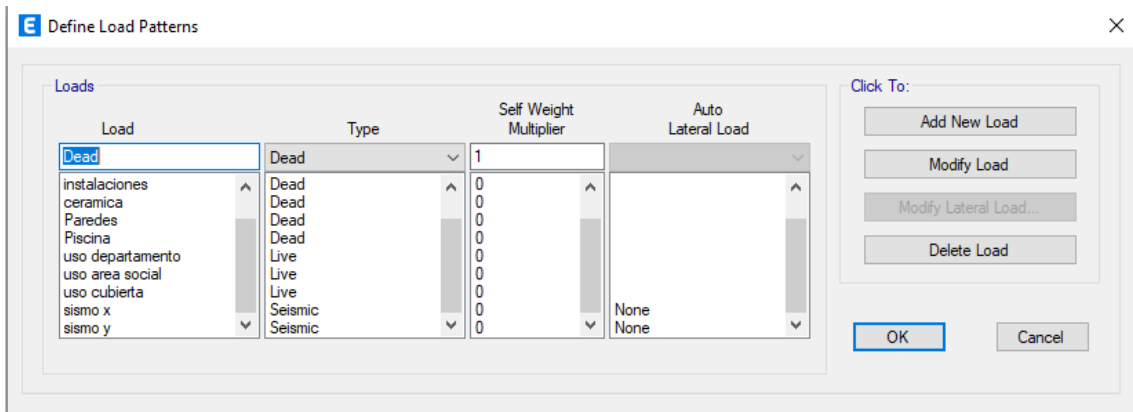 E Define Load Patterns
Loads
Load Type Self Weight Multiplier Auto Lateral Load
Dead Dead 1
instalaciones Dead 0
ceramica Dead 0
Paredes Dead 0
Piscina Dead 0
uso departamento Live 0
uso area social Live 0
uso cubierta Live 0
sismo x Seismic 0 None
sismo y Seismic 0 None
Click To:
Add New Load
Modify Load
Modify Lateral Load...
Delete Load
OK Cancel